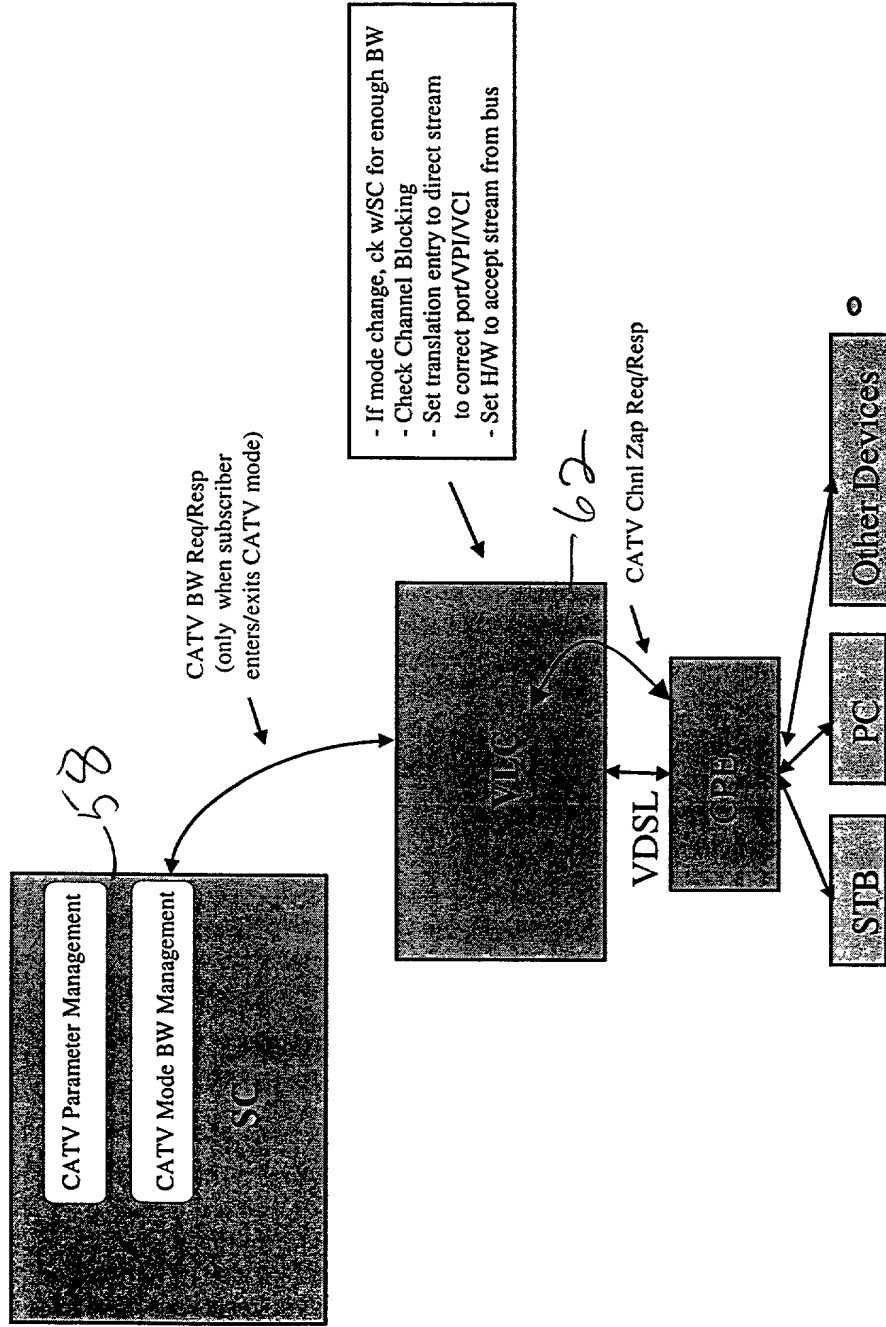 CATV Parameter Management
58
CATV Mode BW Management
SC
CATV BW Req/Resp
(only when subscriber
enters/exits CATV mode)
- If mode change, ck w/SC for enough BW
- Check Channel Blocking
- Set translation entry to direct stream
to correct port/VPI/VCI
- Set H/W to accept stream from bus
VLC
62
CATV Chnl Zap Req/Resp
VDSL
CPE
STB
PC
Other Devices